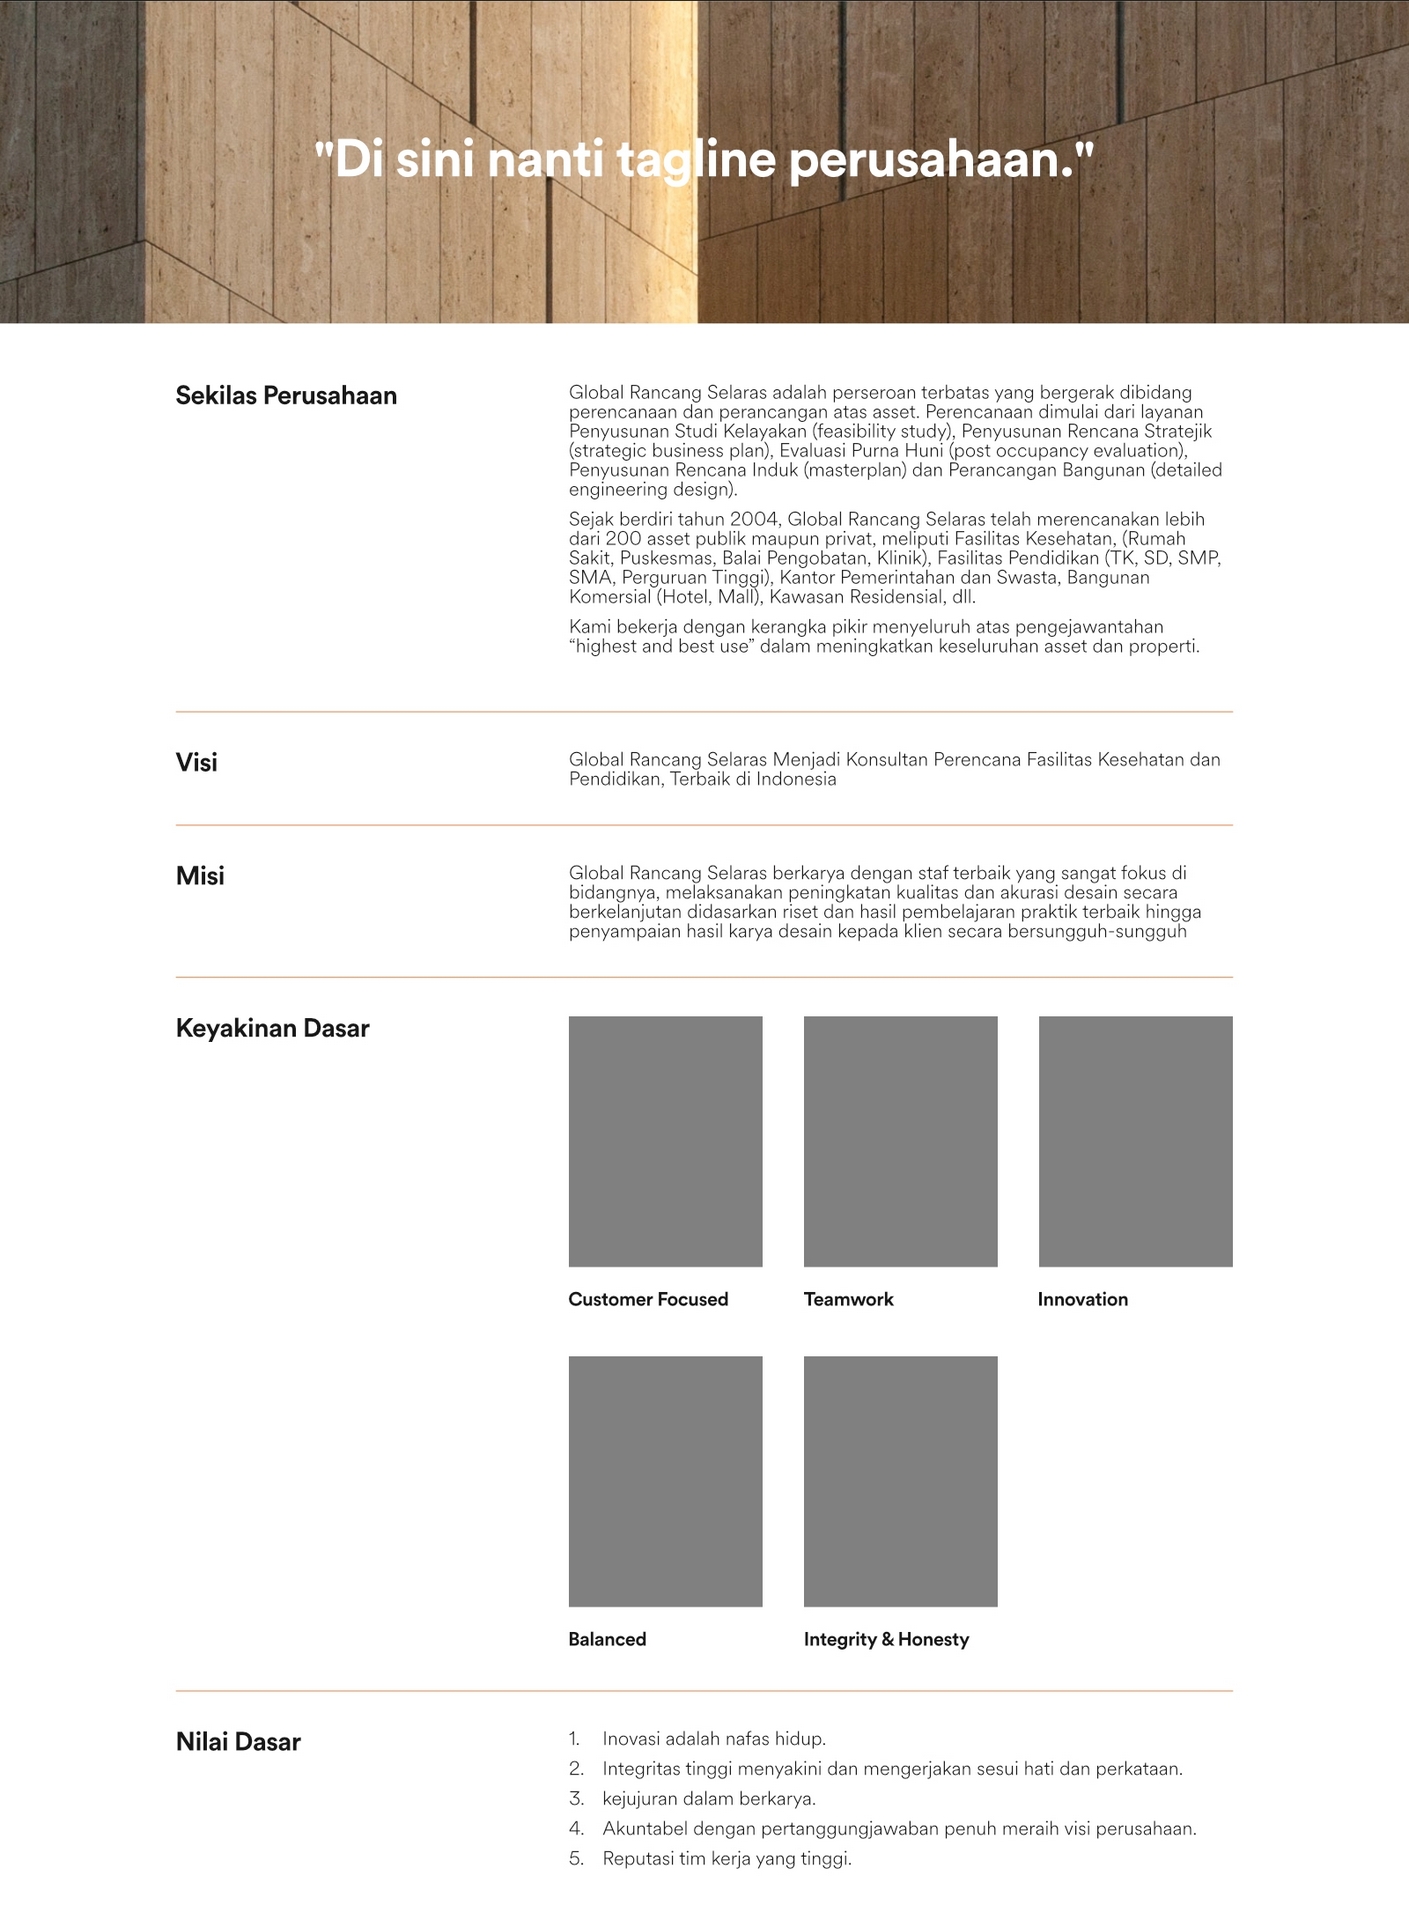 "Di sini nanti tagline perusahaan."
Sekilas Perusahaan
Global Rancang Selaras adalah perseroan terbatas yang bergerak dibidang
perencanaan dan perancangan atas asset. Perencanaan dimulai dari layanan
Penyusunan Studi Kelayakan (feasibility study), Penyusunan Rencana Stratejik
(strategic business plan), Evaluasi Purna Huni (post occupancy evaluation),
Penyusunan Rencana Induk (masterplan) dan Perancangan Bangunan (detailed
engineering design).
Sejak berdiri tahun 2004, Global Rancang Selaras telah merencanakan lebih
dari 200 asset publik maupun privat, meliputi Fasilitas Kesehatan, (Rumah
Sakit, Puskesmas, Balai Pengobatan, Klinik), Fasilitas Pendidikan (TK, SD, SMP,
SMA, Perguruan Tinggi), Kantor Pemerintahan dan Swasta, Bangunan
Komersial (Hotel, Mall), Kawasan Residensial, dll.
Kami bekerja dengan kerangka pikir menyeluruh atas pengejawantahan
“highest and best use” dalam meningkatkan keseluruhan asset dan properti.
Visi
Global Rancang Selaras Menjadi Konsultan Perencana Fasilitas Kesehatan dan
Pendidikan, Terbaik di Indonesia
Misi
Global Rancang Selaras berkarya dengan staf terbaik yang sangat fokus di
bidangnya, melaksanakan peningkatan kualitas dan akurasi desain secara
berkelanjutan didasarkan riset dan hasil pembelajaran praktik terbaik hingga
penyampaian hasil karya desain kepada klien secara bersungguh-sungguh
Keyakinan Dasar
Customer Focused
Teamwork
Innovation
Balanced
Integrity & Honesty
Nilai Dasar
1. Inovasi adalah nafas hidup.
2. Integritas tinggi menyakini dan mengerjakan sesui hati dan perkataan.
3. kejujuran dalam berkarya.
4. Akuntabel dengan pertanggungjawaban penuh meraih visi perusahaan.
5. Reputasi tim kerja yang tinggi.